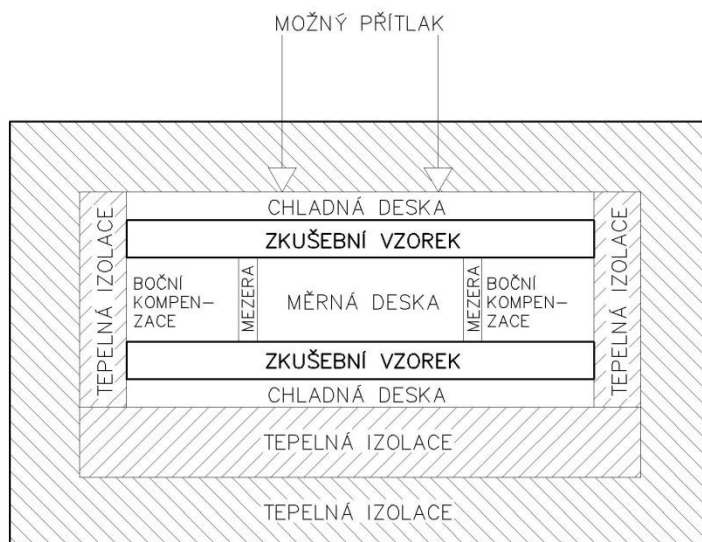 MOŽNÝ PŘÍTLAK
CHLADNÁ DESKA
ZKUŠEBNÍ VZOREK
TEPELNÁ IZOLACE
BOČNÍ
KOMPEN-
ZACE
MEZERA
MĚRNÁ DESKA
MEZERA
BOČNÍ
KOMPEN-
ZACE
TEPELNÁ IZOLACE
ZKUŠEBNÍ VZOREK
CHLADNÁ DESKA
TEPELNÁ IZOLACE
TEPELNÁ IZOLACE